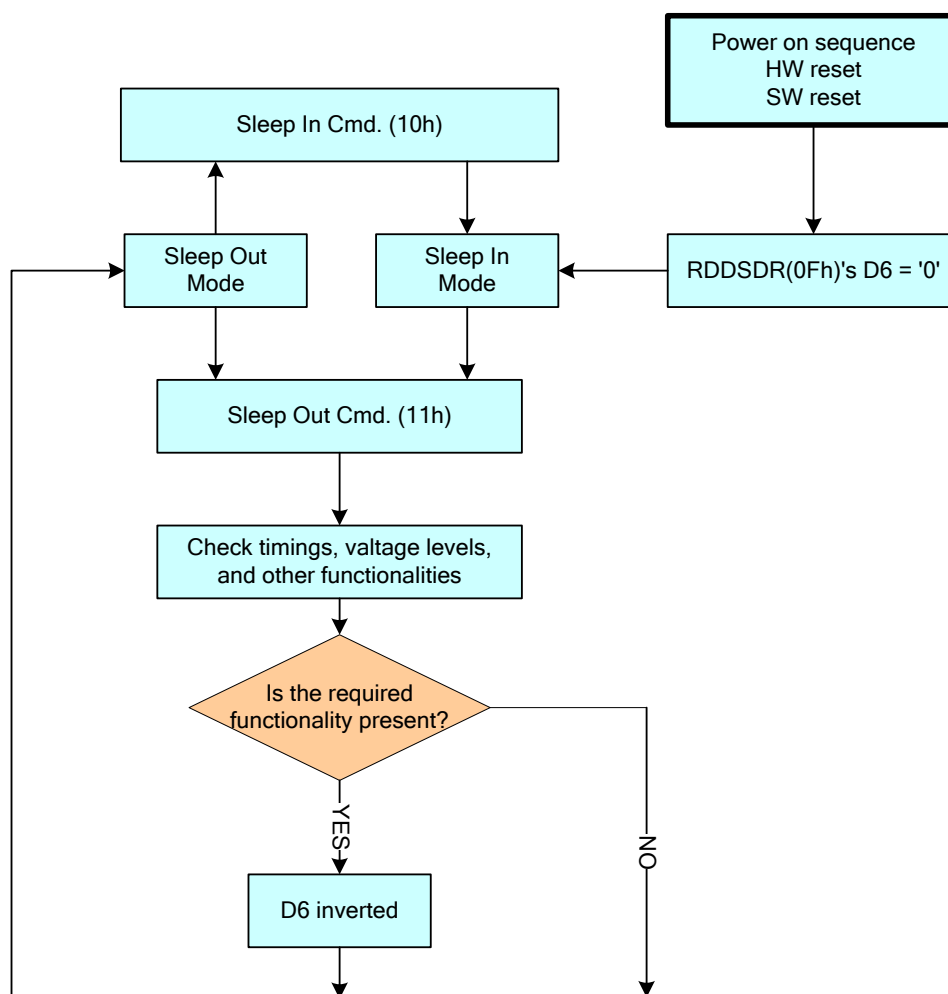 Power on sequence
HW reset
SW reset
Sleep In Cmd. (10h)
Sleep Out
Mode
Sleep In
Mode
RDDSDR(0Fh)'s D6 = '0'
Sleep Out Cmd. (11h)
Check timings, valtage levels,
and other functionalities
Is the required
functionality present?
YES
NO
D6 inverted